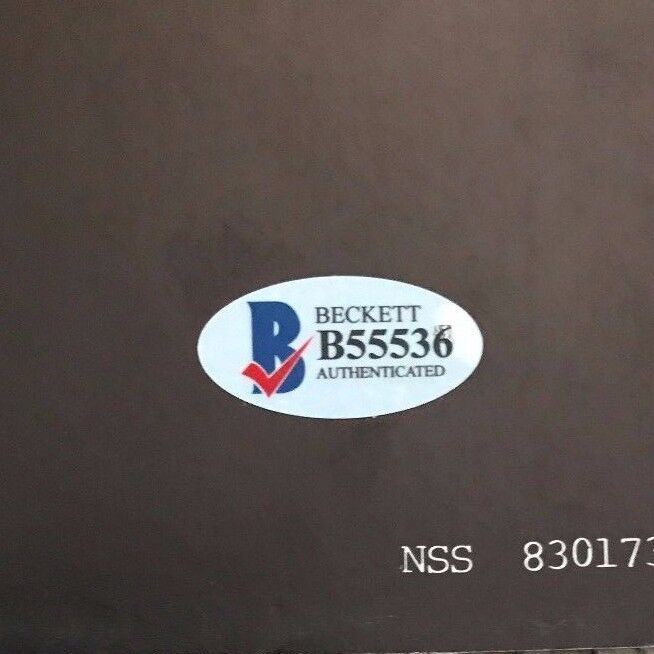 BECKETT
B55536
AUTHENTICATED
NSS 830173